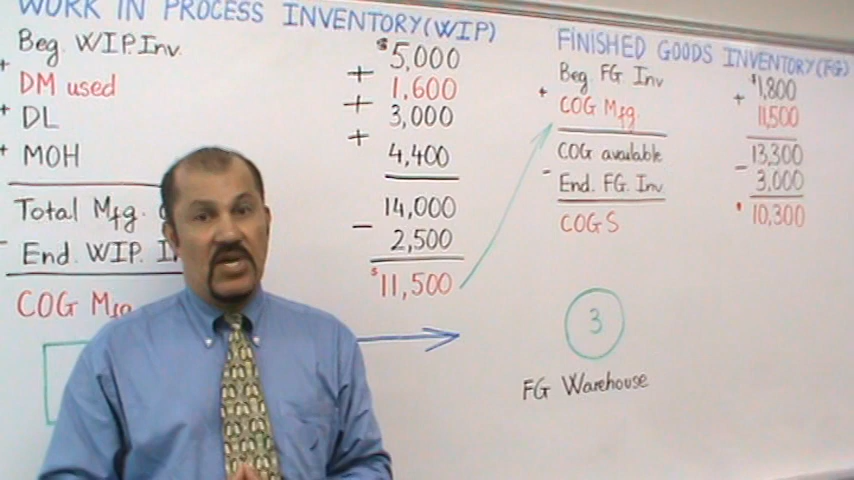 WORK IN PROCESS INVENTORY(WIP)
Beg. WIP. Inv. $5,000
+ DM used + 1,600
+ DL + 3,000
+ MOH + 4,400
Total Mfg. 14,000
- End. WIP. - 2,500
COG Mfg $11,500
FINISHED GOODS INVENTORY(FG)
Beg. FG. Inv $1,800
+ COG Mfg. + 11,500
COG available 13,300
- End. FG. Inv. - 3,000
COGS 10,300
3
FG Warehouse